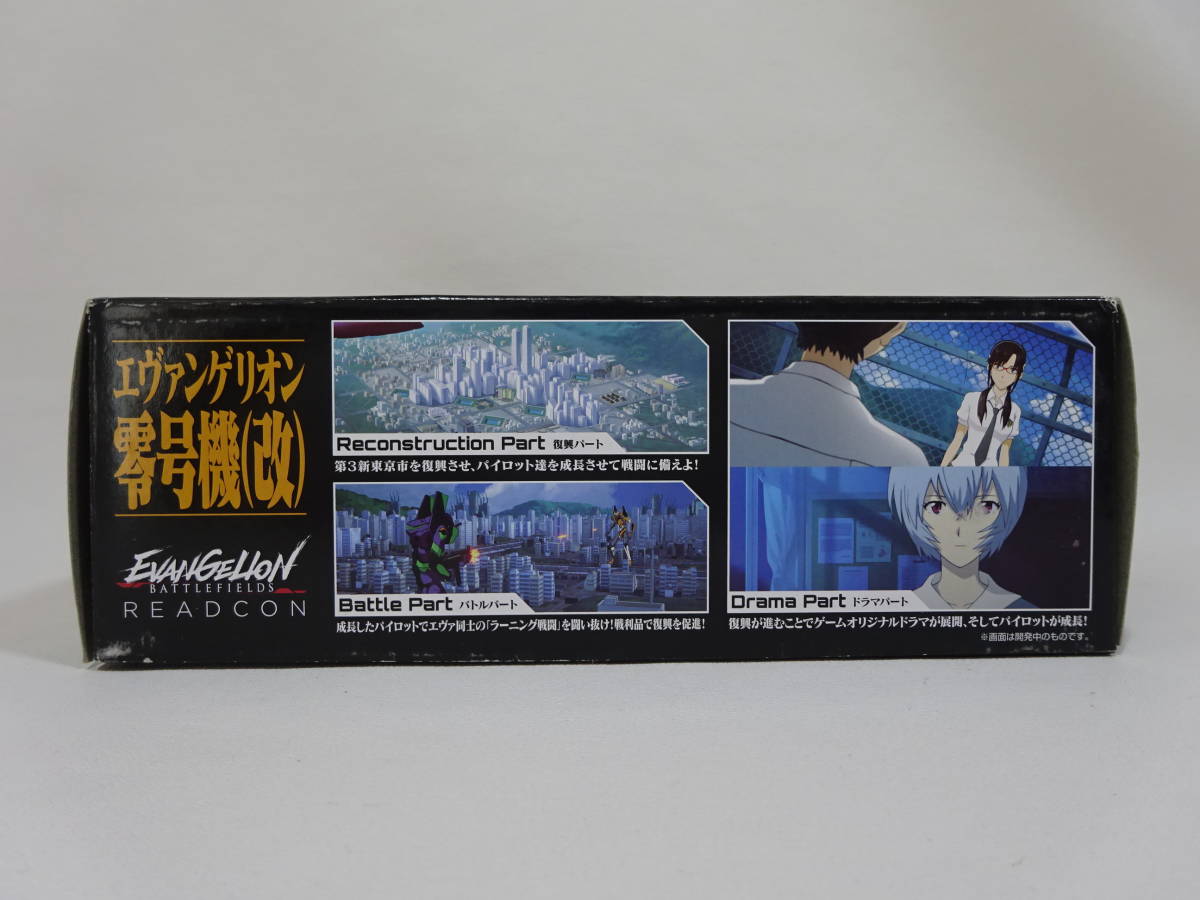 エヴァンゲリオン
零号機(改)
EVANGELION
BATTLEFIELDS
READCON
Reconstruction Part 復興パート
第3新東京市を復興させ、パイロット達を成長させて戦闘に備えよ!
Battle Part バトルパート
成長したパイロットでエヴァ同士の「ラーニング戦闘」を闘い抜け!戦利品で復興を促進!
Drama Part ドラマパート
復興が進むことでゲームオリジナルドラマが展開、そしてパイロットが成長!
※画面は開発中のものです。